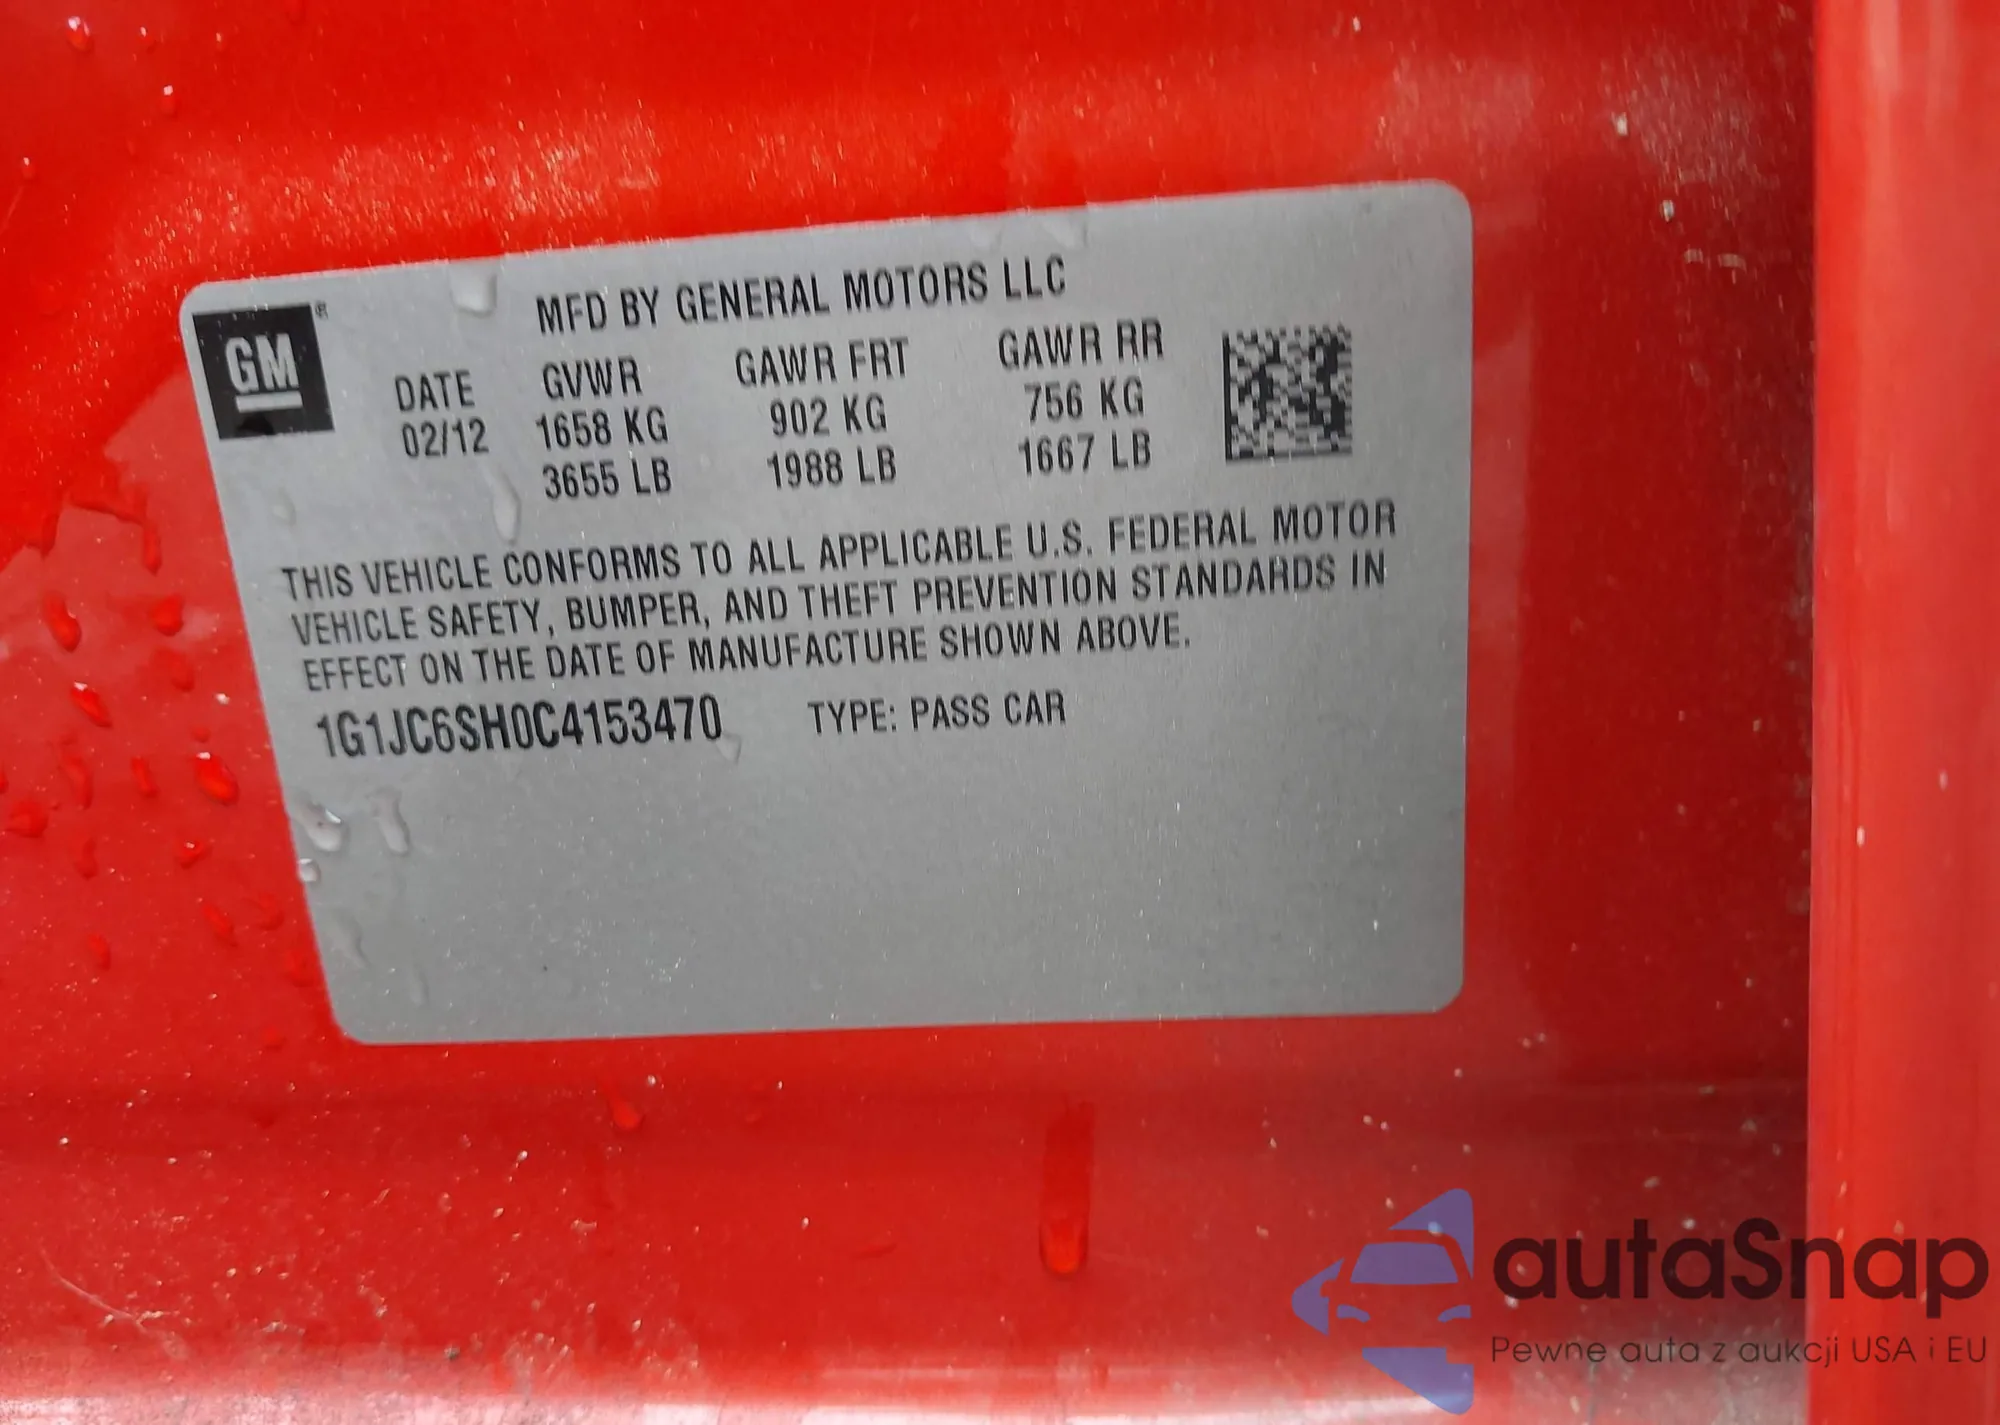 MFD BY GENERAL MOTORS LLC
GM ®
DATE GVWR GAWR FRT GAWR RR
02/12 1658 KG 902 KG 756 KG
3655 LB 1988 LB 1667 LB
THIS VEHICLE CONFORMS TO ALL APPLICABLE U.S. FEDERAL MOTOR
VEHICLE SAFETY, BUMPER, AND THEFT PREVENTION STANDARDS IN
EFFECT ON THE DATE OF MANUFACTURE SHOWN ABOVE.
1G1JC6SH0C4153470 TYPE: PASS CAR
autaSnap
Pewne auta z aukcji USA i EU